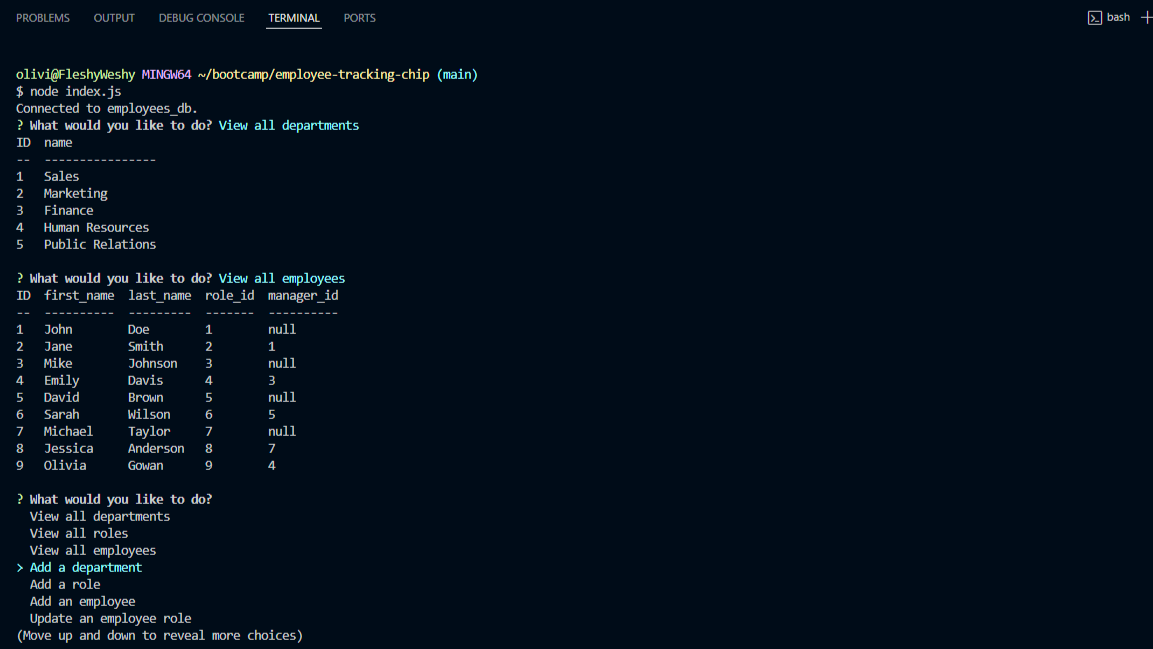 PROBLEMS OUTPUT DEBUG CONSOLE TERMINAL PORTS bash
olivi@FleshyWeshy MINGW64 ~/bootcamp/employee-tracking-chip (main)
$ node index.js
Connected to employees_db.
? What would you like to do? View all departments
ID  name
--  ----------------
1   Sales
2   Marketing
3   Finance
4   Human Resources
5   Public Relations
? What would you like to do? View all employees
ID  first_name  last_name  role_id  manager_id
--  ----------  ---------  -------  ----------
1   John        Doe        1        null
2   Jane        Smith      2        1
3   Mike        Johnson    3        null
4   Emily       Davis      4        3
5   David       Brown      5        null
6   Sarah       Wilson     6        5
7   Michael     Taylor     7        null
8   Jessica     Anderson   8        7
9   Olivia      Gowan      9        4
? What would you like to do?
  View all departments
  View all roles
  View all employees
> Add a department
  Add a role
  Add an employee
  Update an employee role
(Move up and down to reveal more choices)